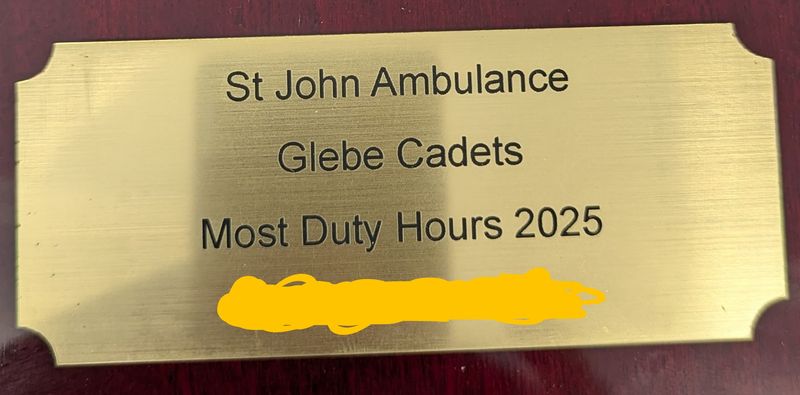 St John Ambulance
Glebe Cadets
Most Duty Hours 2025